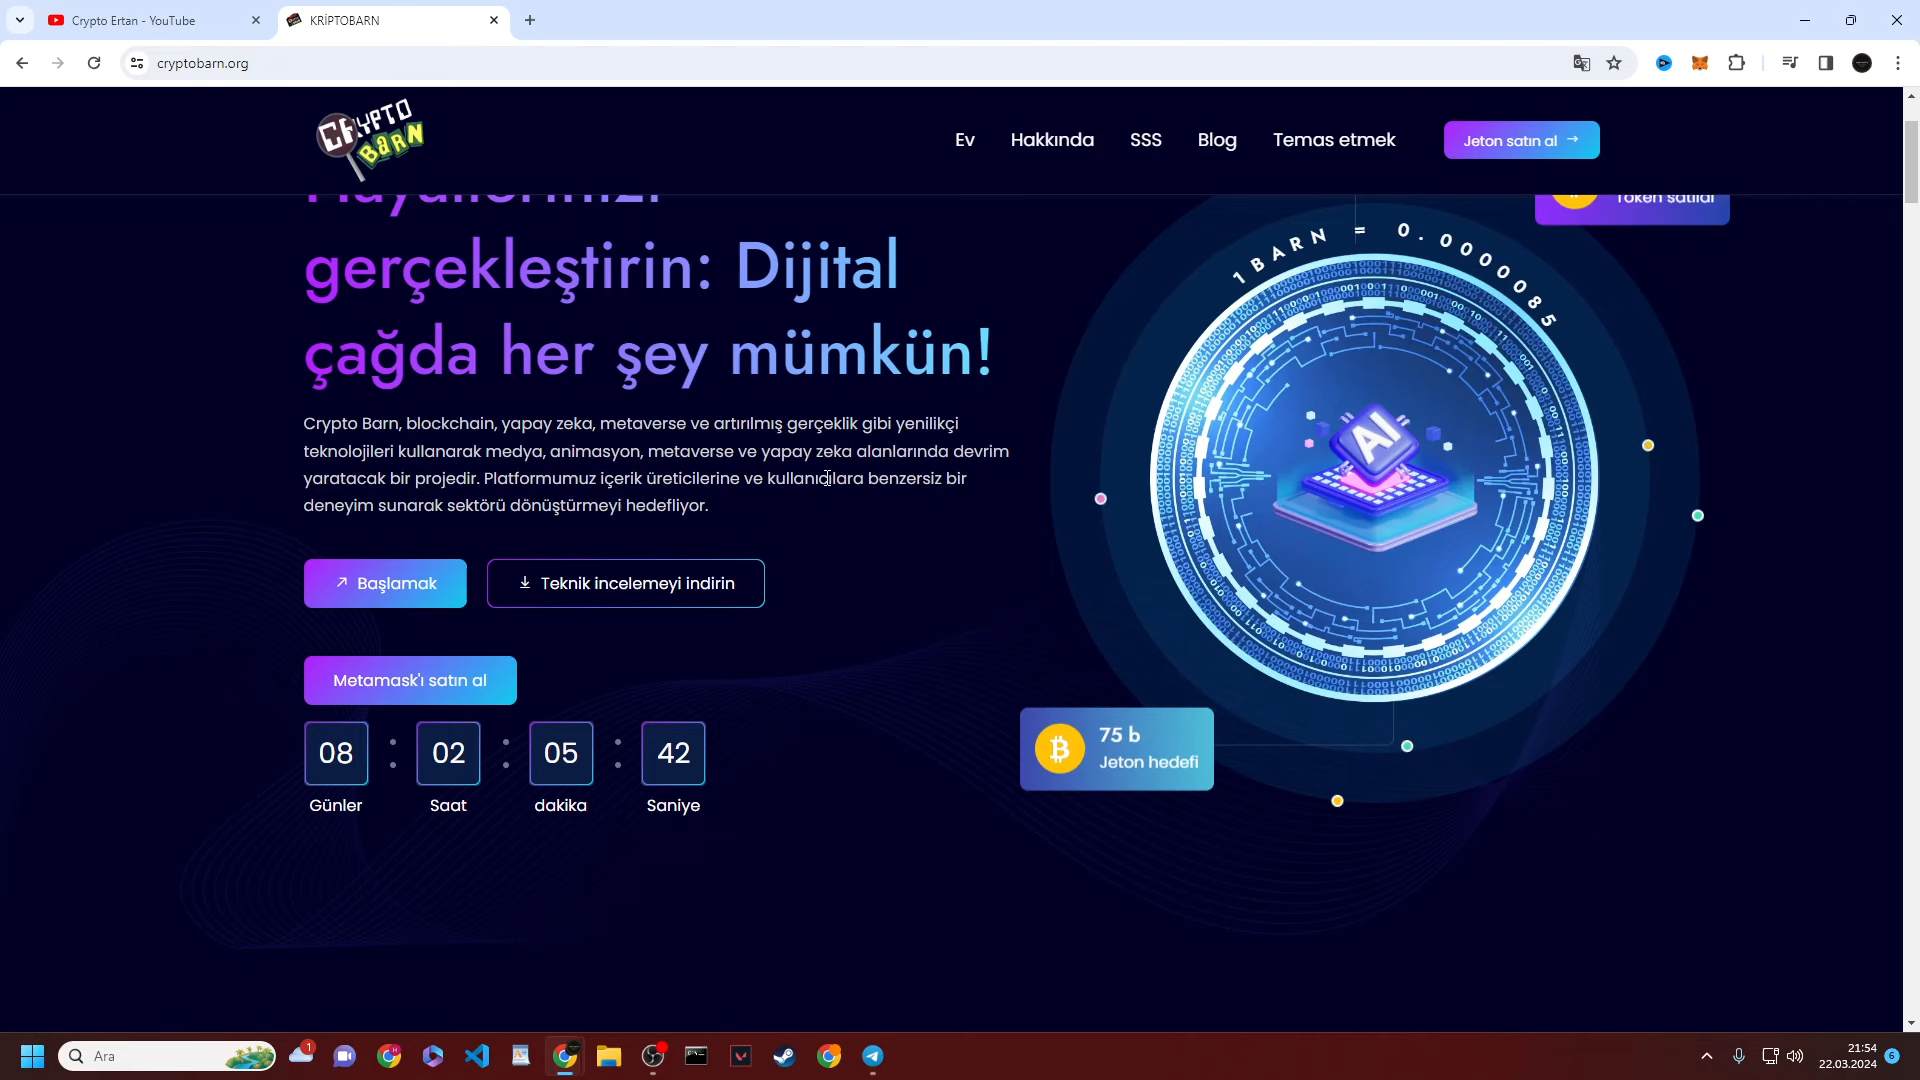 Crypto Ertan - YouTube
KRİPTOBARN
cryptobarn.org
CRYPTO
BARN
Ev
Hakkında
SSS
Blog
Temas etmek
Jeton satın al →
Hayallerinizi
gerçekleştirin: Dijital
çağda her şey mümkün!
Crypto Barn, blockchain, yapay zeka, metaverse ve artırılmış gerçeklik gibi yenilikçi
teknolojileri kullanarak medya, animasyon, metaverse ve yapay zeka alanlarında devrim
yaratacak bir projedir. Platformumuz içerik üreticilerine ve kullanıcılara benzersiz bir
deneyim sunarak sektörü dönüştürmeyi hedefliyor.
Başlamak
Teknik incelemeyi indirin
Metamask'ı satın al
08 : 02 : 05 : 42
Günler
Saat
dakika
Saniye
Token satıldı
1BARN = 0.0000085
AI
75 b
Jeton hedefi
Ara
1
21:54
22.03.2024
6